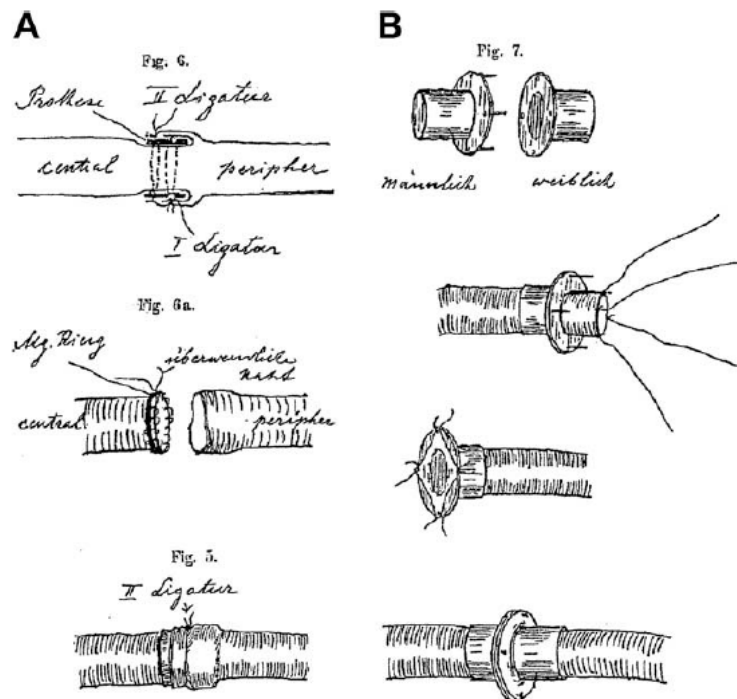 A
Fig. 6.
Prothese
II Ligatur
central
peripher
I Ligatur
Fig. 6a.
Mg. Ring
überwendliche
Naht
central
peripher
Fig. 5.
II Ligatur
B
Fig. 7.
männlich
weiblich